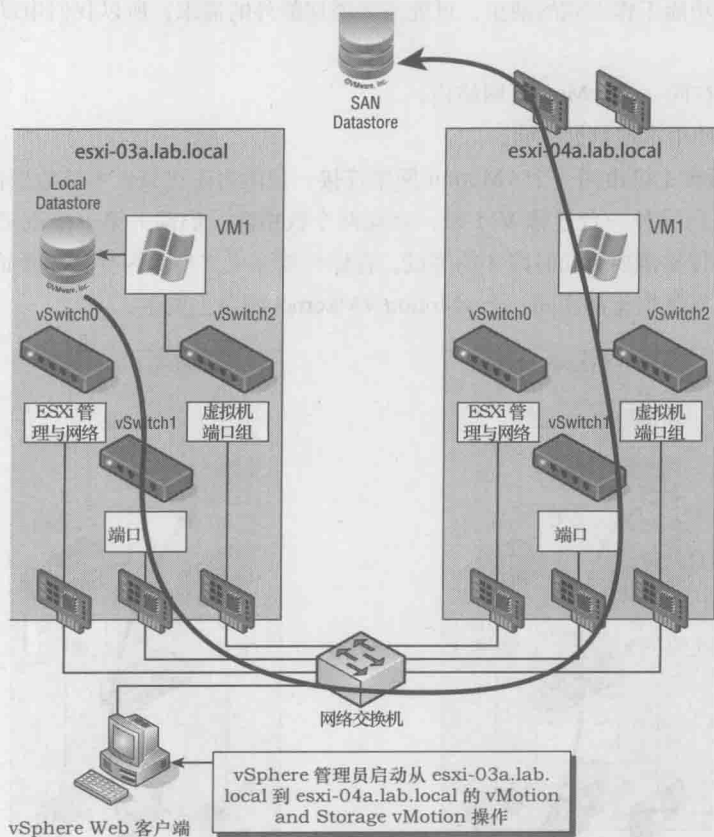 SAN
Datastore
esxi-03a.lab.local
Local
Datastore
VM1
vSwitch0
vSwitch2
ESXi 管
理与网络
vSwitch1
虚拟机
端口组
端口
esxi-04a.lab.local
VM1
vSwitch0
vSwitch2
ESXi 管
理与网络
vSwitch1
虚拟机
端口组
端口
网络交换机
vSphere Web 客户端
vSphere 管理员启动从 esxi-03a.lab.
local 到 esxi-04a.lab.local 的 vMotion
and Storage vMotion 操作